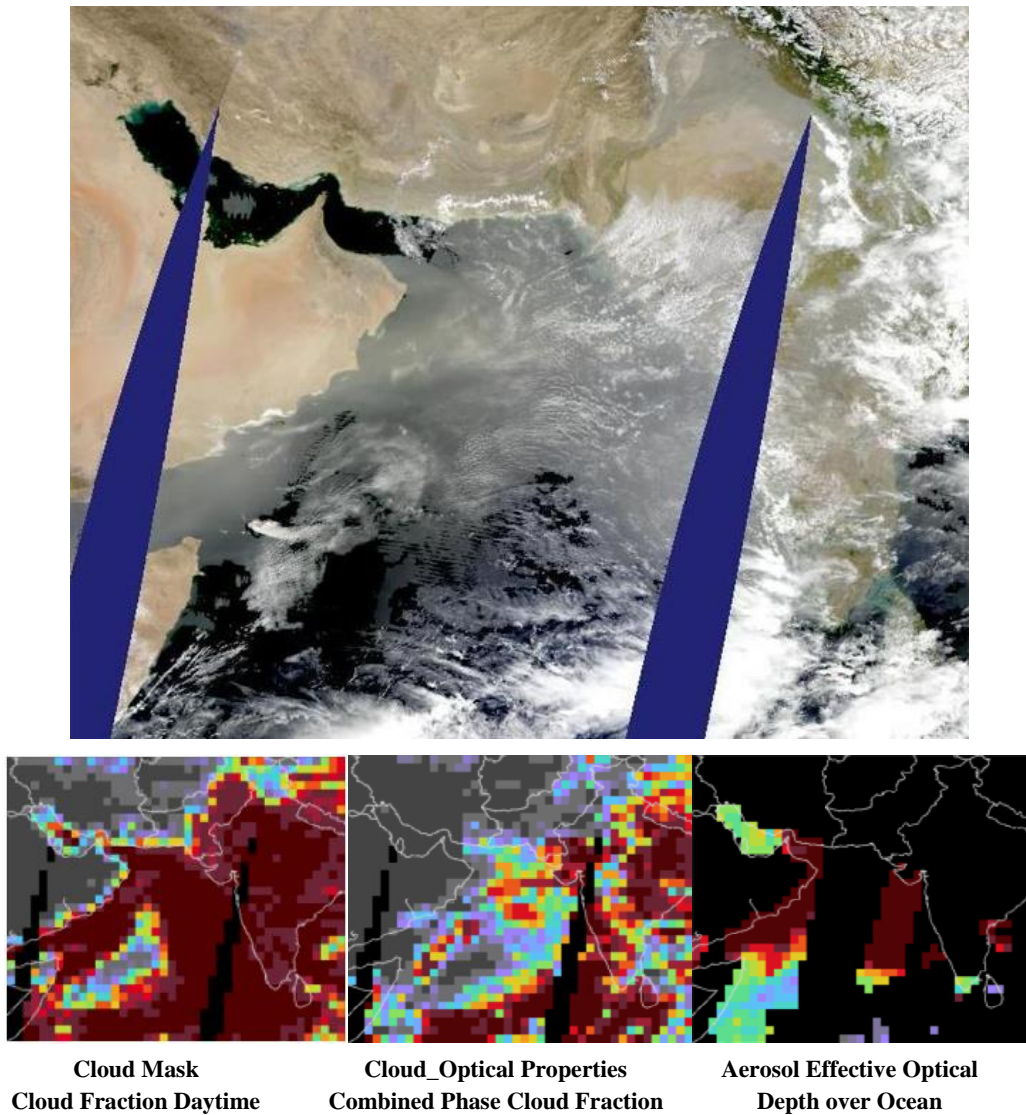 Cloud Mask
Cloud Fraction Daytime
Cloud_Optical Properties
Combined Phase Cloud Fraction
Aerosol Effective Optical
Depth over Ocean